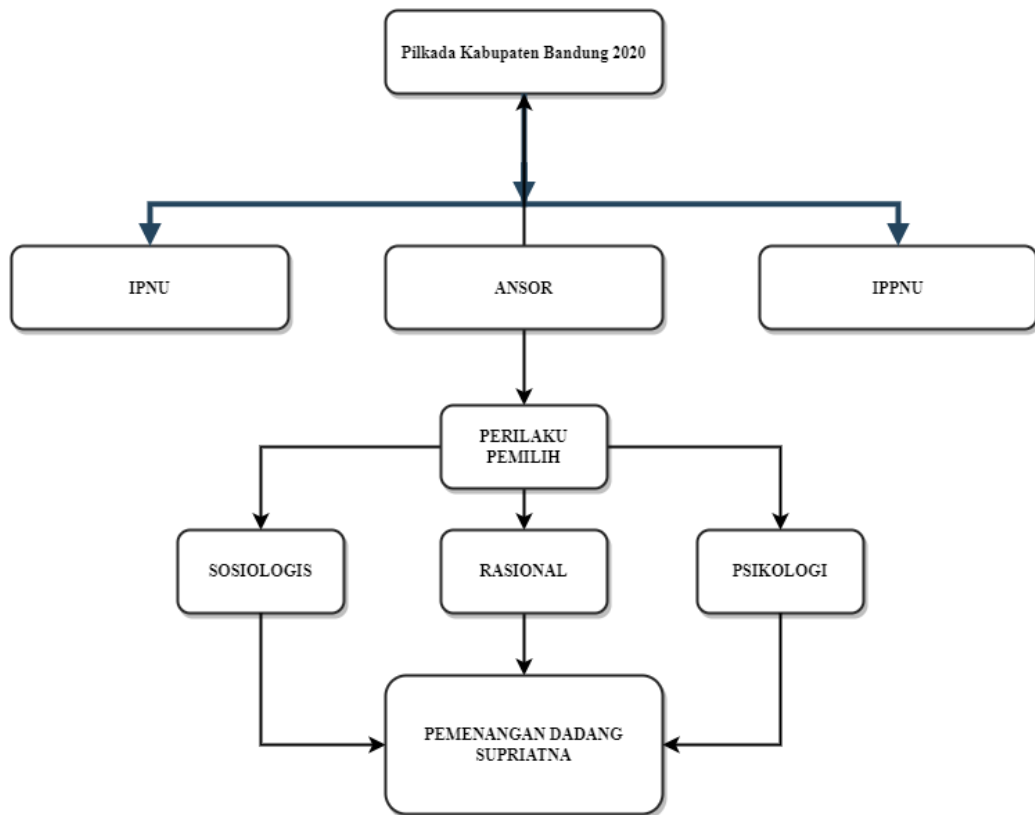 Pilkada Kabupaten Bandung 2020
IPNU
ANSOR
IPPNU
PERILAKU
PEMILIH
SOSIOLOGIS
RASIONAL
PSIKOLOGI
PEMENANGAN DADANG
SUPRIATNA